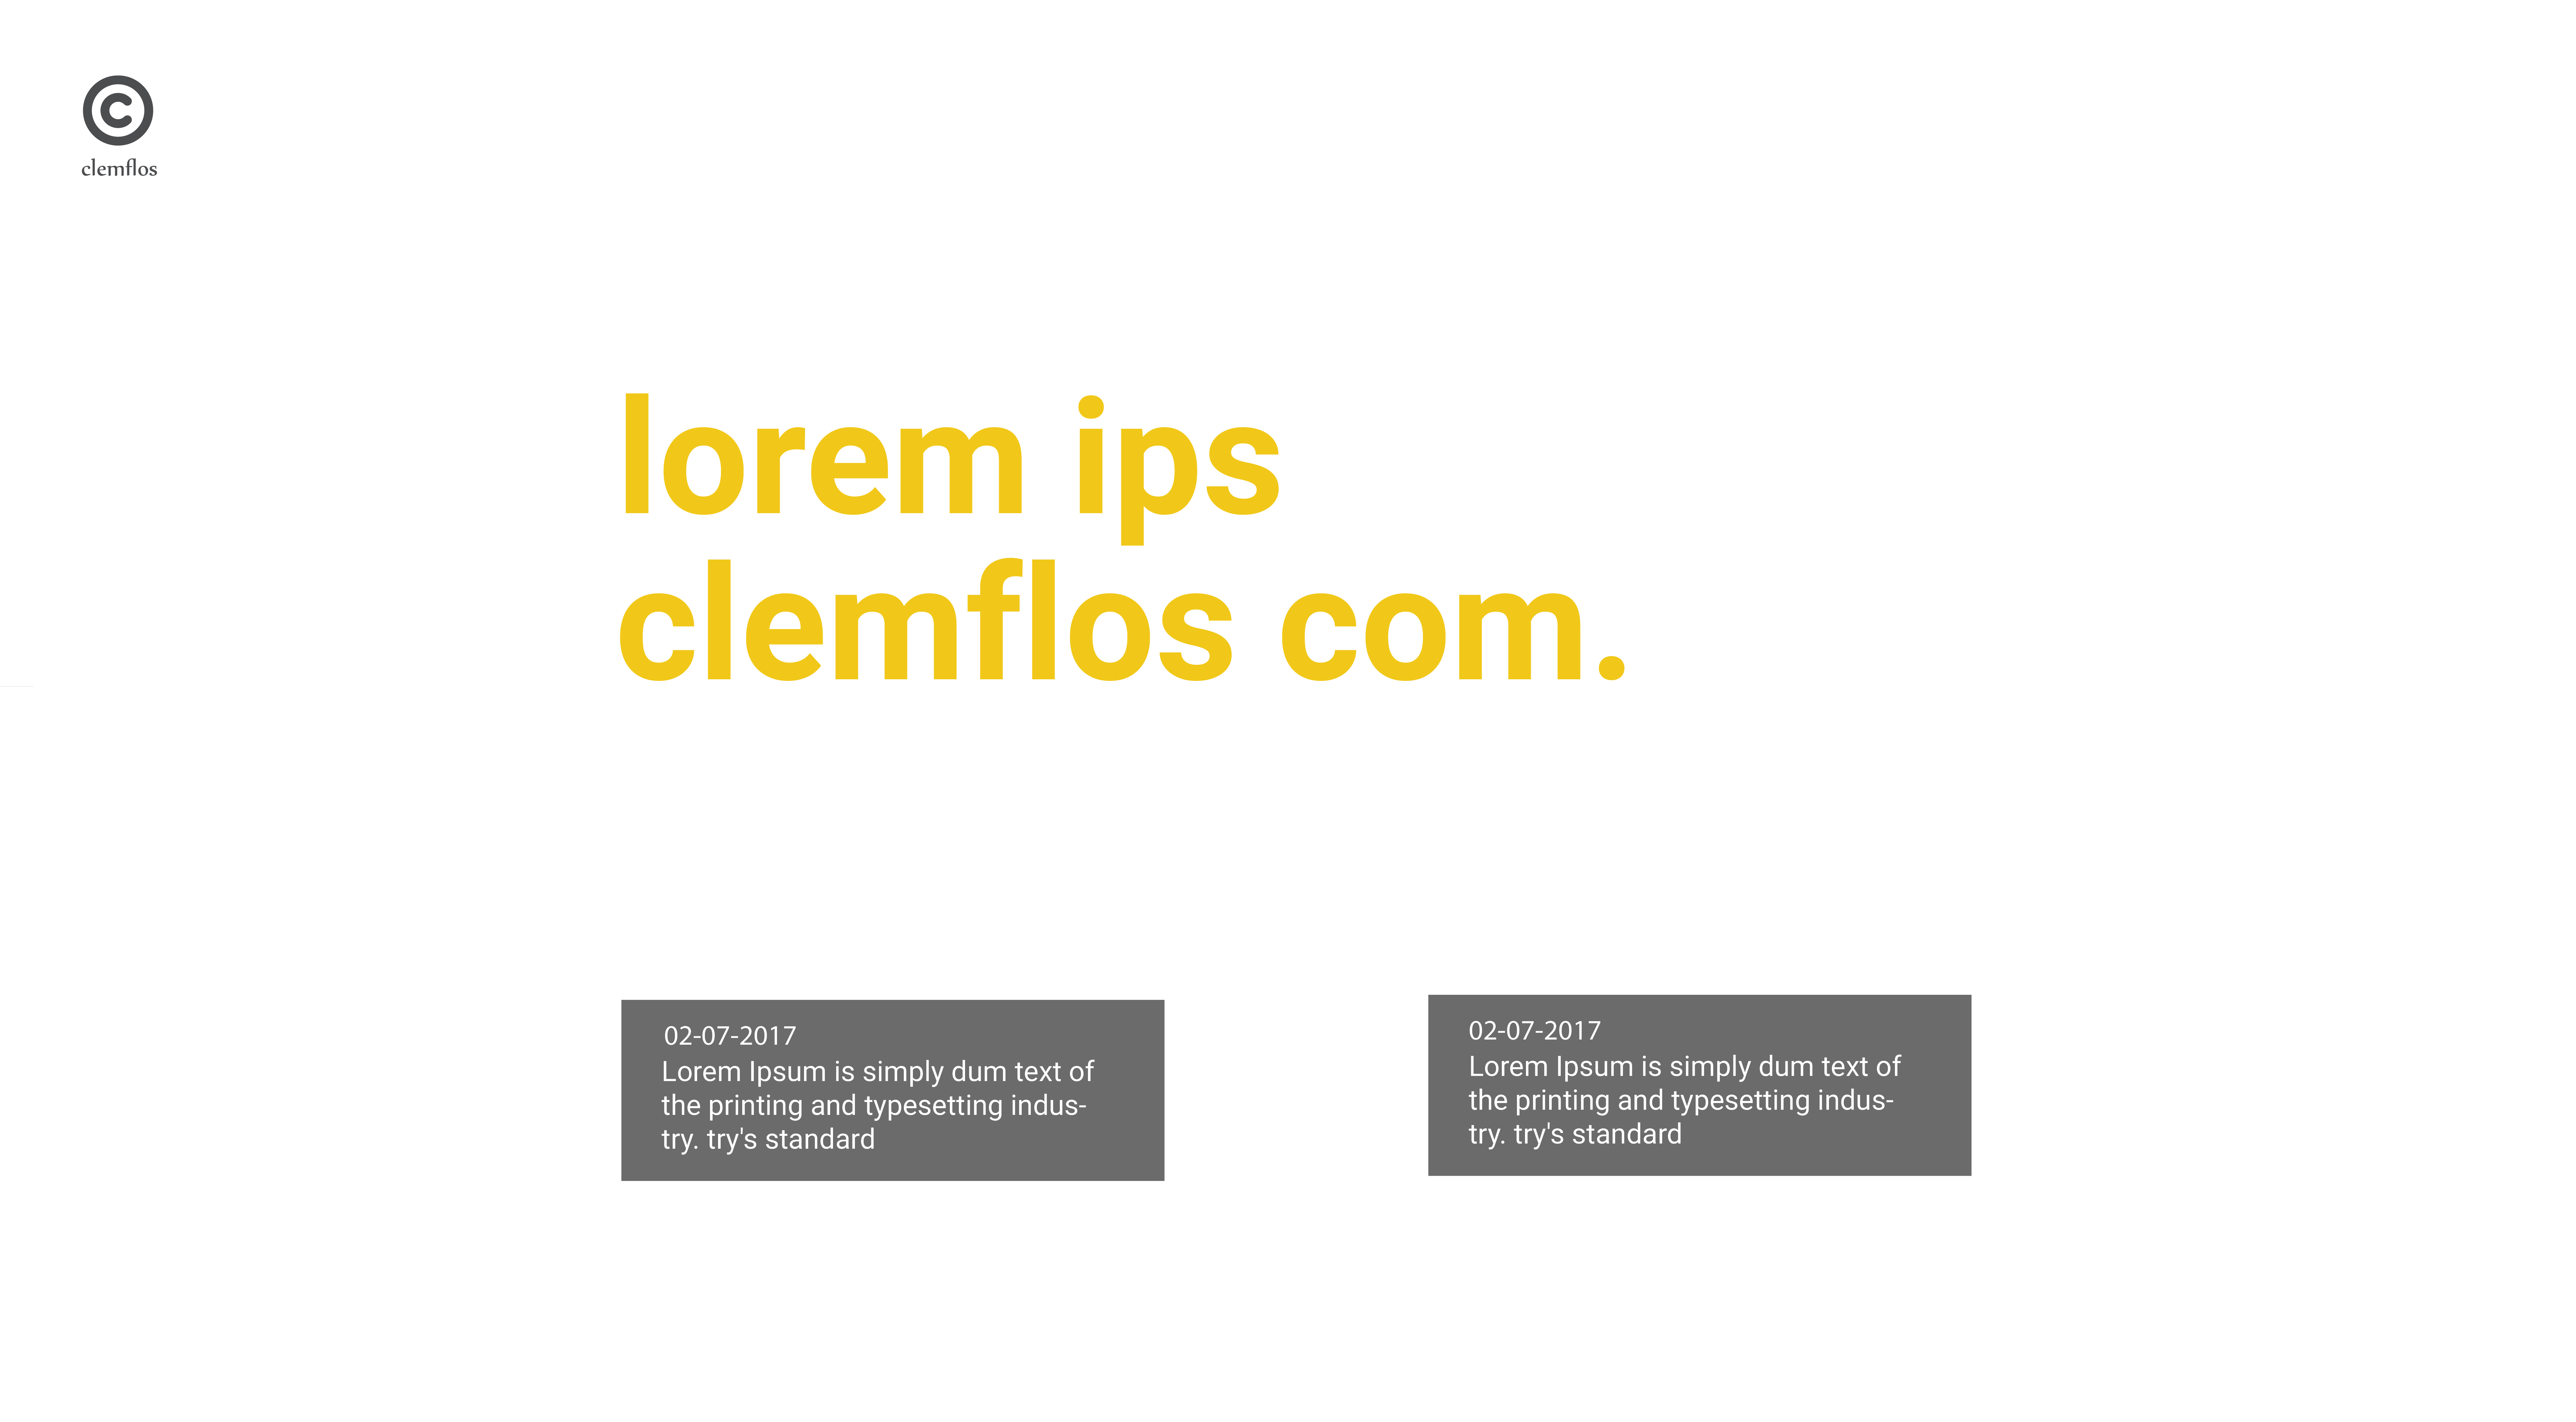 ©
clemflos
lorem ips
clemflos com.
02-07-2017
Lorem Ipsum is simply dum text of
the printing and typesetting indus-
try. try's standard
02-07-2017
Lorem Ipsum is simply dum text of
the printing and typesetting indus-
try. try's standard